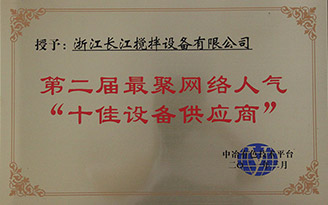 授予：浙江长江搅拌设备有限公司
第二届最聚网络人气
“十佳设备供应商”